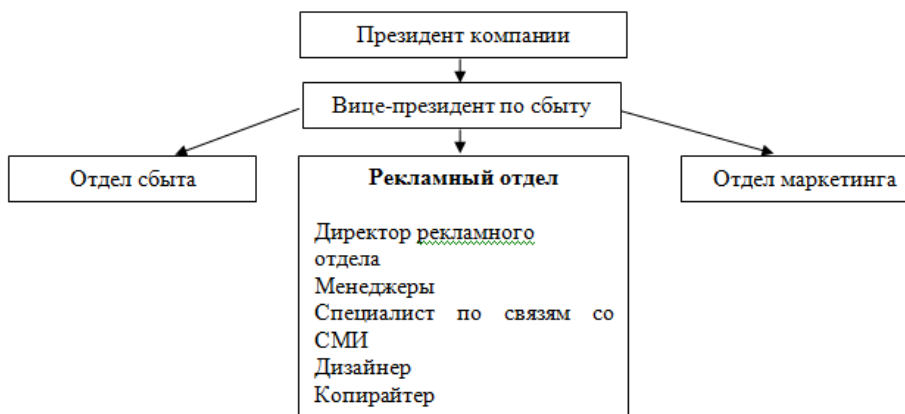 Президент компании
Вице-президент по сбыту
Отдел сбыта
Рекламный отдел
Отдел маркетинга
Директор рекламного
отдела
Менеджеры
Специалист по связям со
СМИ
Дизайнер
Копирайтер